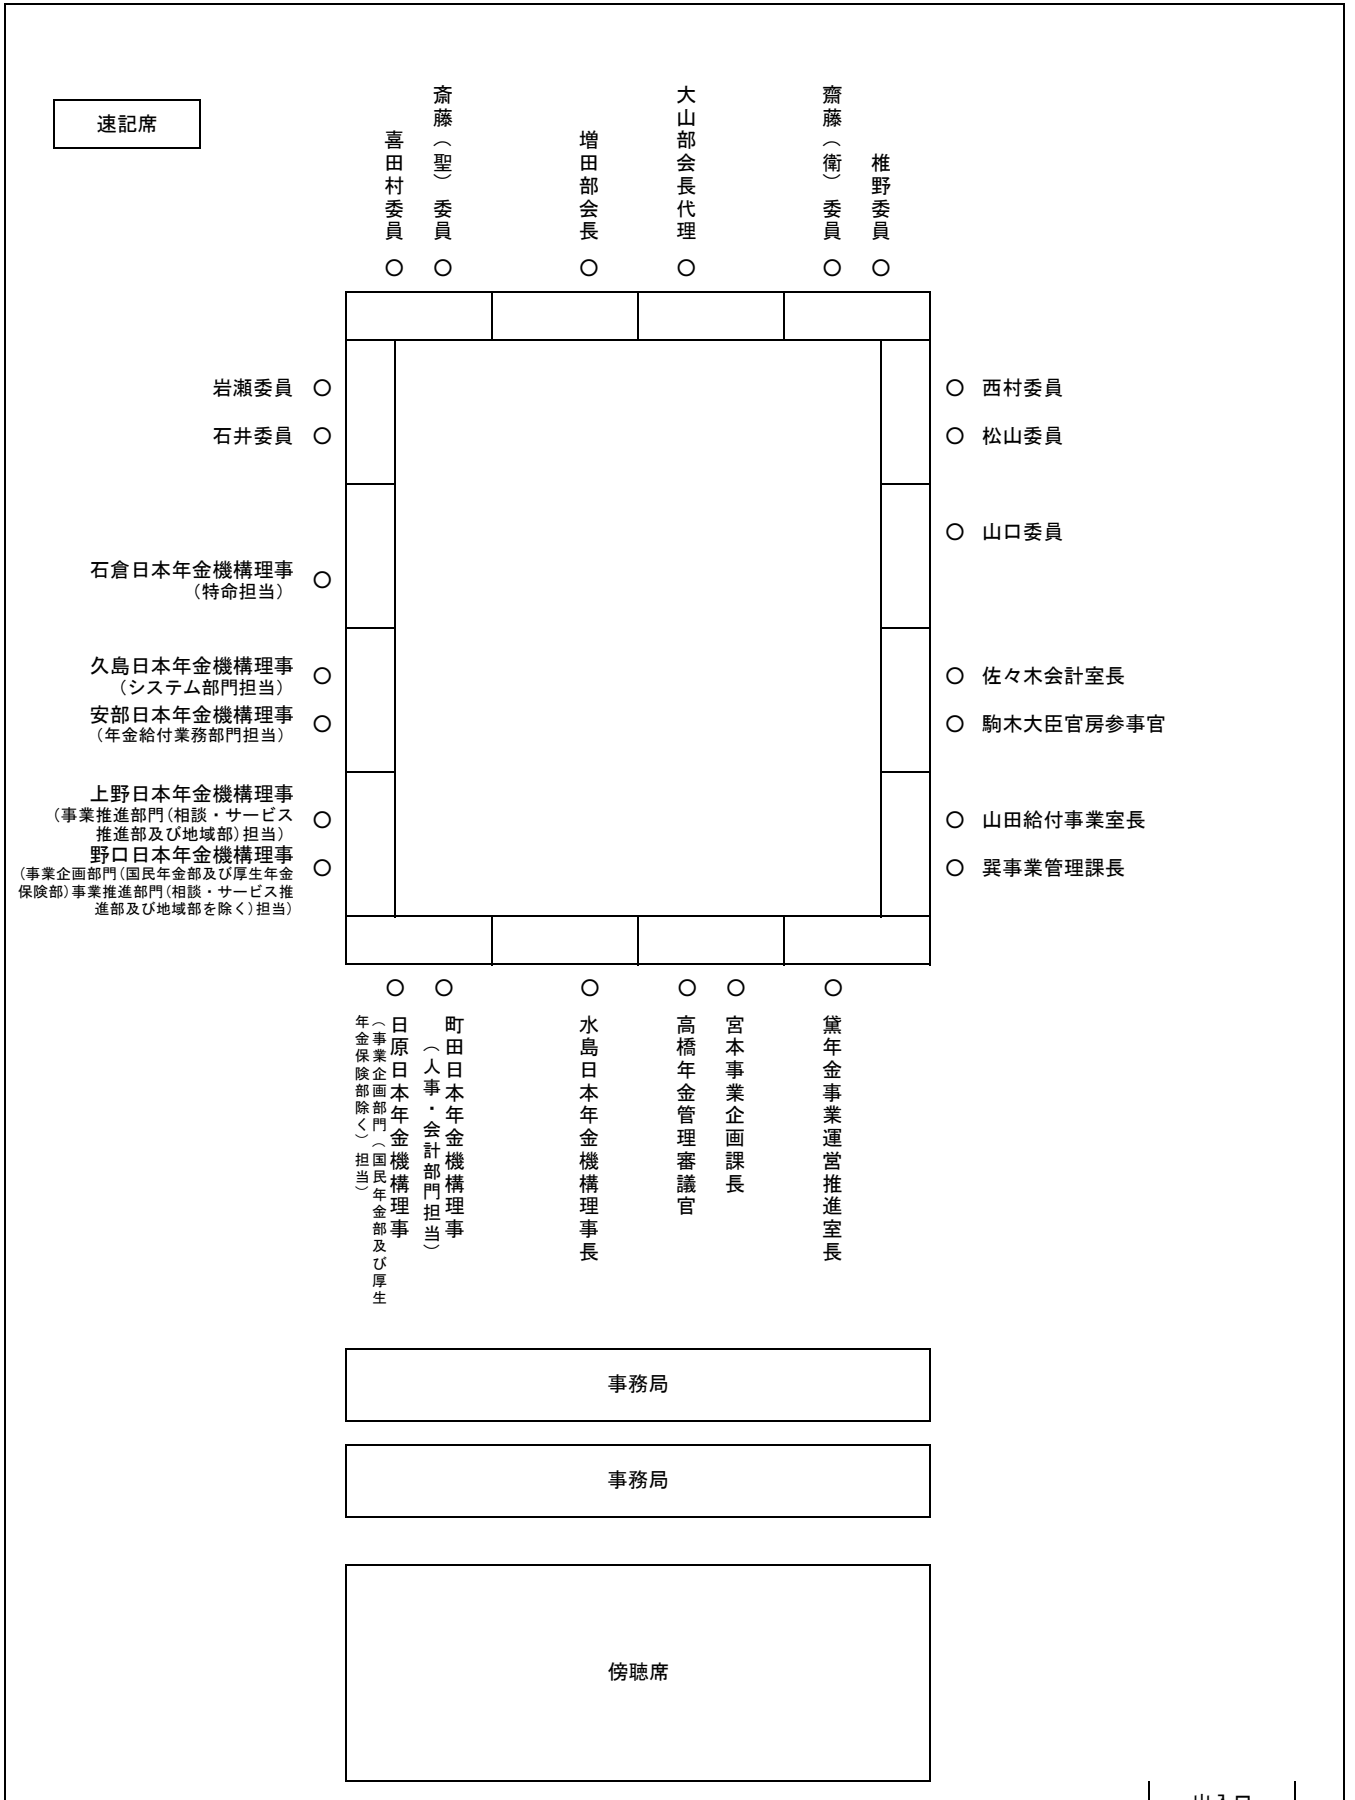 速記席
喜田村委員
斎藤（聖）委員
増田部会長
大山部会長代理
齋藤（衛）委員
椎野委員
岩瀬委員
石井委員
石倉日本年金機構理事
（特命担当）
久島日本年金機構理事
（システム部門担当）
安部日本年金機構理事
（年金給付業務部門担当）
上野日本年金機構理事
（事業推進部門（相談・サービス
推進部及び地域部）担当）
野口日本年金機構理事
（事業企画部門（国民年金部及び厚生年金
保険部）事業推進部門（相談・サービス推
進部及び地域部を除く）担当）
西村委員
松山委員
山口委員
佐々木会計室長
駒木大臣官房参事官
山田給付事業室長
巽事業管理課長
日原日本年金機構理事
（事業企画部門（国民年金部及び厚生
年金保険部除く）担当）
町田日本年金機構理事
（人事・会計部門担当）
水島日本年金機構理事長
高橋年金管理審議官
宮本事業企画課長
黛年金事業運営推進室長
事務局
事務局
傍聴席
出入口